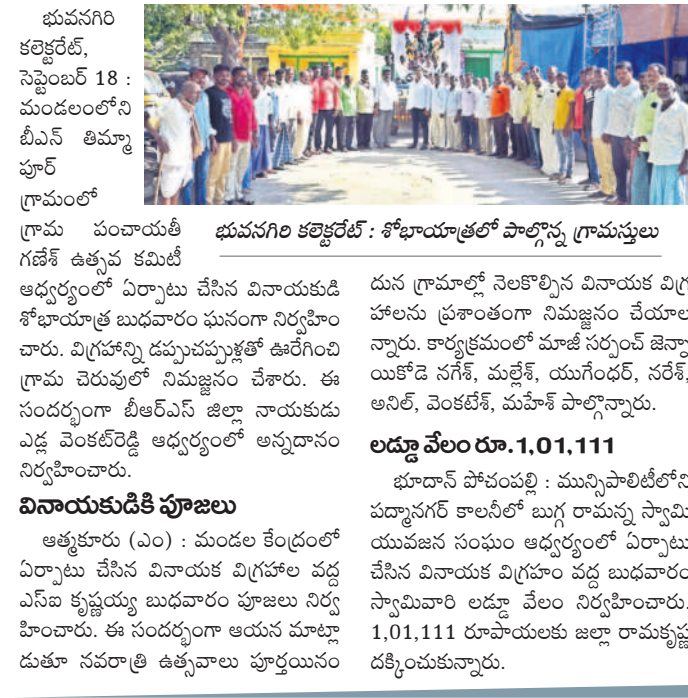 భువనగిరి
కలెక్టరేట్,
సెప్టెంబర్ 18 :
మండలంలోని
బీఎన్ తిమ్మా
పూర్
గ్రామంలో
గ్రామ పంచాయతీ
గణేశ్ ఉత్సవ కమిటీ
ఆధ్వర్యంలో ఏర్పాటు చేసిన వినాయకుడి
శోభాయాత్ర బుధవారం ఘనంగా నిర్వహిం
చారు. విగ్రహాన్ని డప్పుచప్పుళ్లతో ఊరేగించి
గ్రామ చెరువులో నిమజ్జనం చేశారు. ఈ
సందర్భంగా బీఆర్ఎస్ జిల్లా నాయకుడు
ఎడ్ల వెంకట్‌రెడ్డి ఆధ్వర్యంలో అన్నదానం
నిర్వహించారు.
వినాయకుడికి పూజలు
ఆత్మకూరు (ఎం) : మండల కేంద్రంలో
ఏర్పాటు చేసిన వినాయక విగ్రహాల వద్ద
ఎస్ఐ కృష్ణయ్య బుధవారం పూజలు నిర్వ
హించారు. ఈ సందర్భంగా ఆయన మాట్లా
డుతూ నవరాత్రి ఉత్సవాలు పూర్తయినం
భువనగిరి కలెక్టరేట్ : శోభాయాత్రలో పాల్గొన్న గ్రామస్తులు
దున గ్రామాల్లో నెలకొల్పిన వినాయక విగ్ర
హాలను ప్రశాంతంగా నిమజ్జనం చేయాల
న్నారు. కార్యక్రమంలో మాజీ సర్పంచ్ జెన్నా
యికోడె నగేశ్, మల్లేశ్, యుగేంధర్, నరేశ్,
అనిల్, వెంకటేశ్, మహేశ్ పాల్గొన్నారు.
లడ్డూ వేలం రూ.1,01,111
భూదాన్ పోచంపల్లి : మున్సిపాలిటీలోని
పద్మానగర్ కాలనీలో బుగ్గ రామన్న స్వామి
యువజన సంఘం ఆధ్వర్యంలో ఏర్పాటు
చేసిన వినాయక విగ్రహం వద్ద బుధవారం
స్వామివారి లడ్డూ వేలం నిర్వహించారు.
1,01,111 రూపాయలకు జల్లా రామకృష్ణ
దక్కించుకున్నారు.